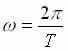 ω = 2π / T